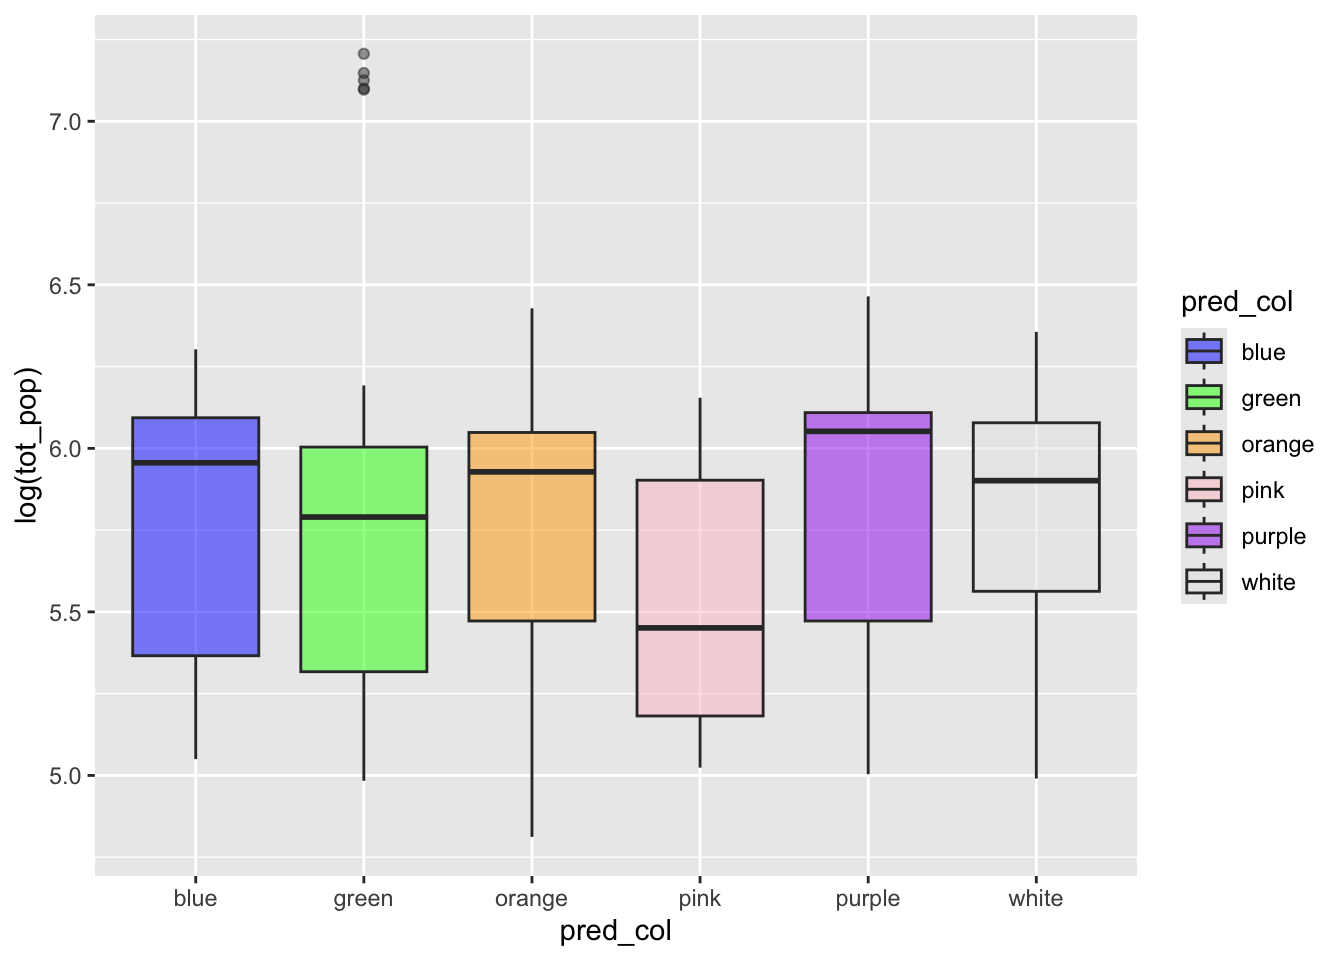 7.0
6.5
6.0
5.5
5.0
log(tot_pop)
blue green orange pink purple white
pred_col
pred_col
blue
green
orange
pink
purple
white